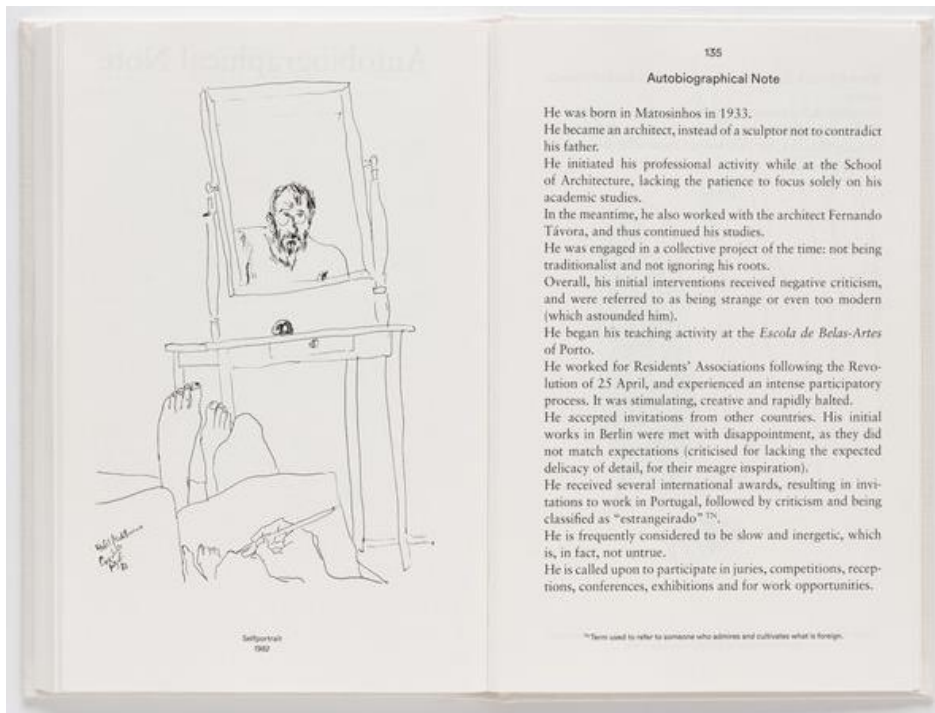 Selfportrait
1982
135
Autobiographical Note
He was born in Matosinhos in 1933.
He became an architect, instead of a sculptor not to contradict
his father.
He initiated his professional activity while at the School
of Architecture, lacking the patience to focus solely on his
academic studies.
In the meantime, he also worked with the architect Fernando
Távora, and thus continued his studies.
He was engaged in a collective project of the time: not being
traditionalist and not ignoring his roots.
Overall, his initial interventions received negative criticism,
and were referred to as being strange or even too modern
(which astounded him).
He began his teaching activity at the Escola de Belas-Artes
of Porto.
He worked for Residents' Associations following the Revo-
lution of 25 April, and experienced an intense participatory
process. It was stimulating, creative and rapidly halted.
He accepted invitations from other countries. His initial
works in Berlin were met with disappointment, as they did
not match expectations (criticised for lacking the expected
delicacy of detail, for their meagre inspiration).
He received several international awards, resulting in invi-
tations to work in Portugal, followed by criticism and being
classified as "estrangeirado" TN.
He is frequently considered to be slow and inergetic, which
is, in fact, not untrue.
He is called upon to participate in juries, competitions, recep-
tions, conferences, exhibitions and for work opportunities.
TN Term used to refer to someone who admires and cultivates what is foreign.